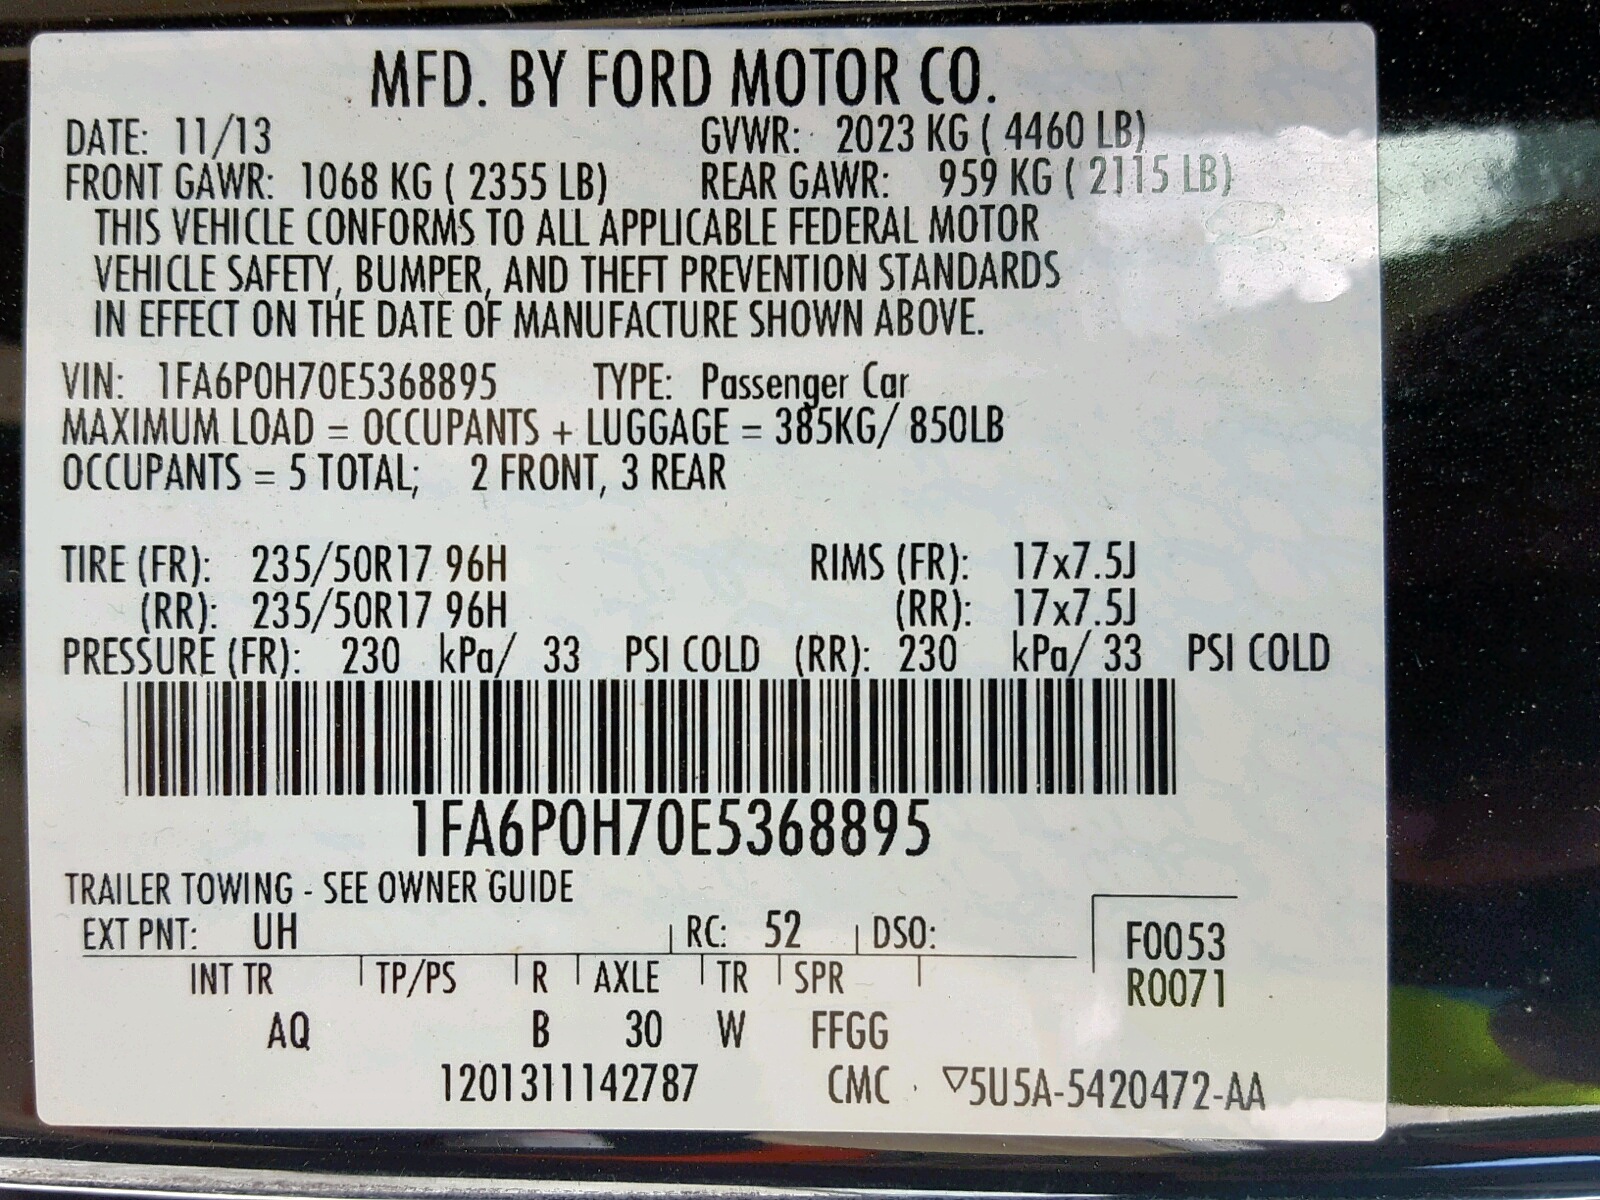 MFD. BY FORD MOTOR CO.
DATE: 11/13 GVWR: 2023 KG ( 4460 LB)
FRONT GAWR: 1068 KG ( 2355 LB) REAR GAWR: 959 KG ( 2115 LB)
THIS VEHICLE CONFORMS TO ALL APPLICABLE FEDERAL MOTOR
VEHICLE SAFETY, BUMPER, AND THEFT PREVENTION STANDARDS
IN EFFECT ON THE DATE OF MANUFACTURE SHOWN ABOVE.
VIN: 1FA6P0H70E5368895 TYPE: Passenger Car
MAXIMUM LOAD = OCCUPANTS + LUGGAGE = 385KG/ 850LB
OCCUPANTS = 5 TOTAL; 2 FRONT, 3 REAR
TIRE (FR): 235/50R17 96H RIMS (FR): 17x7.5J
(RR): 235/50R17 96H (RR): 17x7.5J
PRESSURE (FR): 230 kPa/ 33 PSI COLD (RR): 230 kPa/ 33 PSI COLD
1FA6P0H70E5368895
TRAILER TOWING - SEE OWNER GUIDE
EXT PNT: UH RC: 52 DSO: F0053
INT TR TP/PS R AXLE TR SPR R0071
AQ B 30 W FFGG
1201311142787 CMC ▽5U5A-5420472-AA